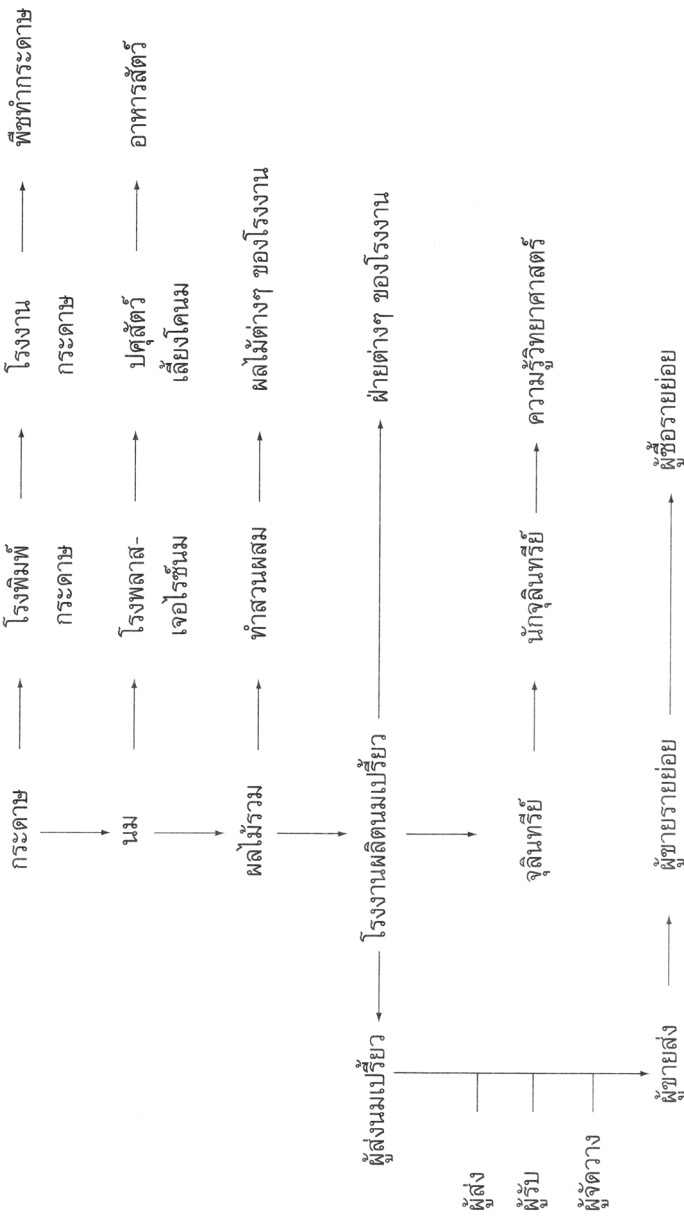 กระดาษ
โรงพิมพ์
กระดาษ
โรงงาน
กระดาษ
พืชทำกระดาษ
นม
โรงพลาส-
เจอไรซ์นม
ปศุสัตว์
เลี้ยงโคนม
อาหารสัตว์
ผลไม้รวม
ทำสวนผสม
ผลไม้ต่างๆ ของโรงงาน
ผู้ส่งนมเปรี้ยว
โรงงานผลิตนมเปรี้ยว
ฝ่ายต่างๆ ของโรงงาน
ผู้ส่ง
ผู้รับ
ผู้จัดวาง
จุลินทรีย์
นักจุลินทรีย์
ความรู้วิทยาศาสตร์
ผู้ขายส่ง
ผู้ขายรายย่อย
ผู้ซื้อรายย่อย